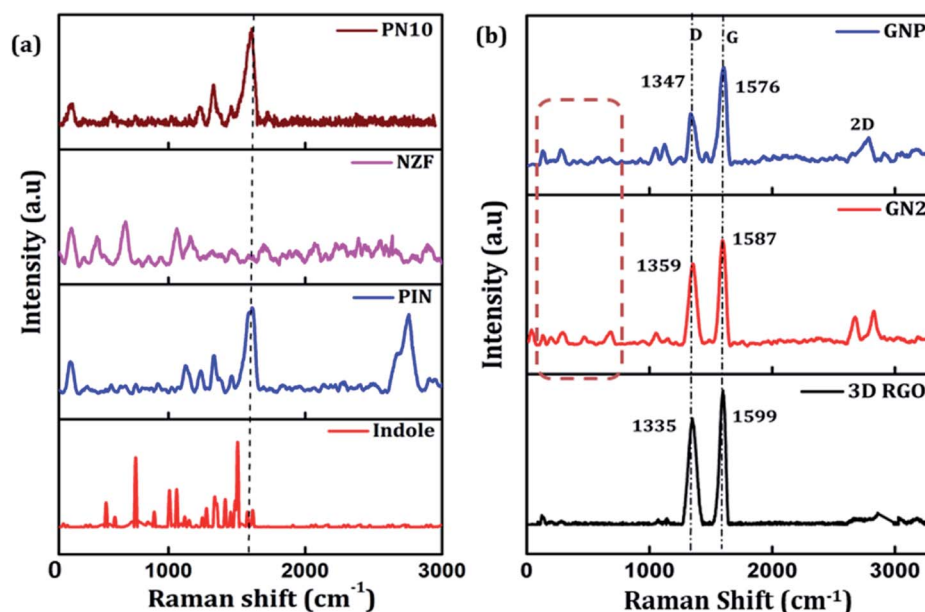 (a)
PN10
NZF
PIN
Indole
Intensity (a.u)
0 1000 2000 3000
Raman shift (cm-1)
(b)
D G
GNP
1347 1576
2D
GN2
1359 1587
3D RGO
1335 1599
Intensity (a.u)
0 1000 2000 3000
Raman Shift (cm-1)